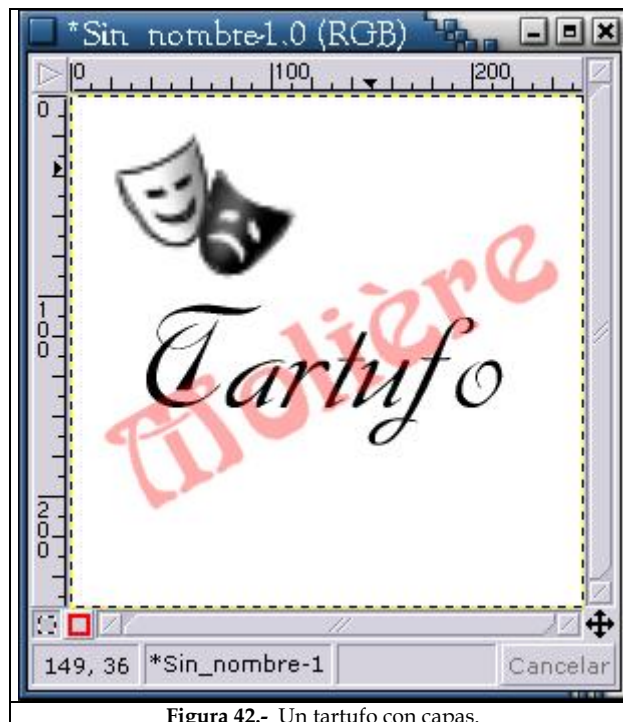 *Sin nombre-1.0 (RGB)
0 100 200
0
100
200
Molière
Tartufo
149, 36 *Sin_nombre-1 Cancelar
Figura 42.- Un tartufo con capas.